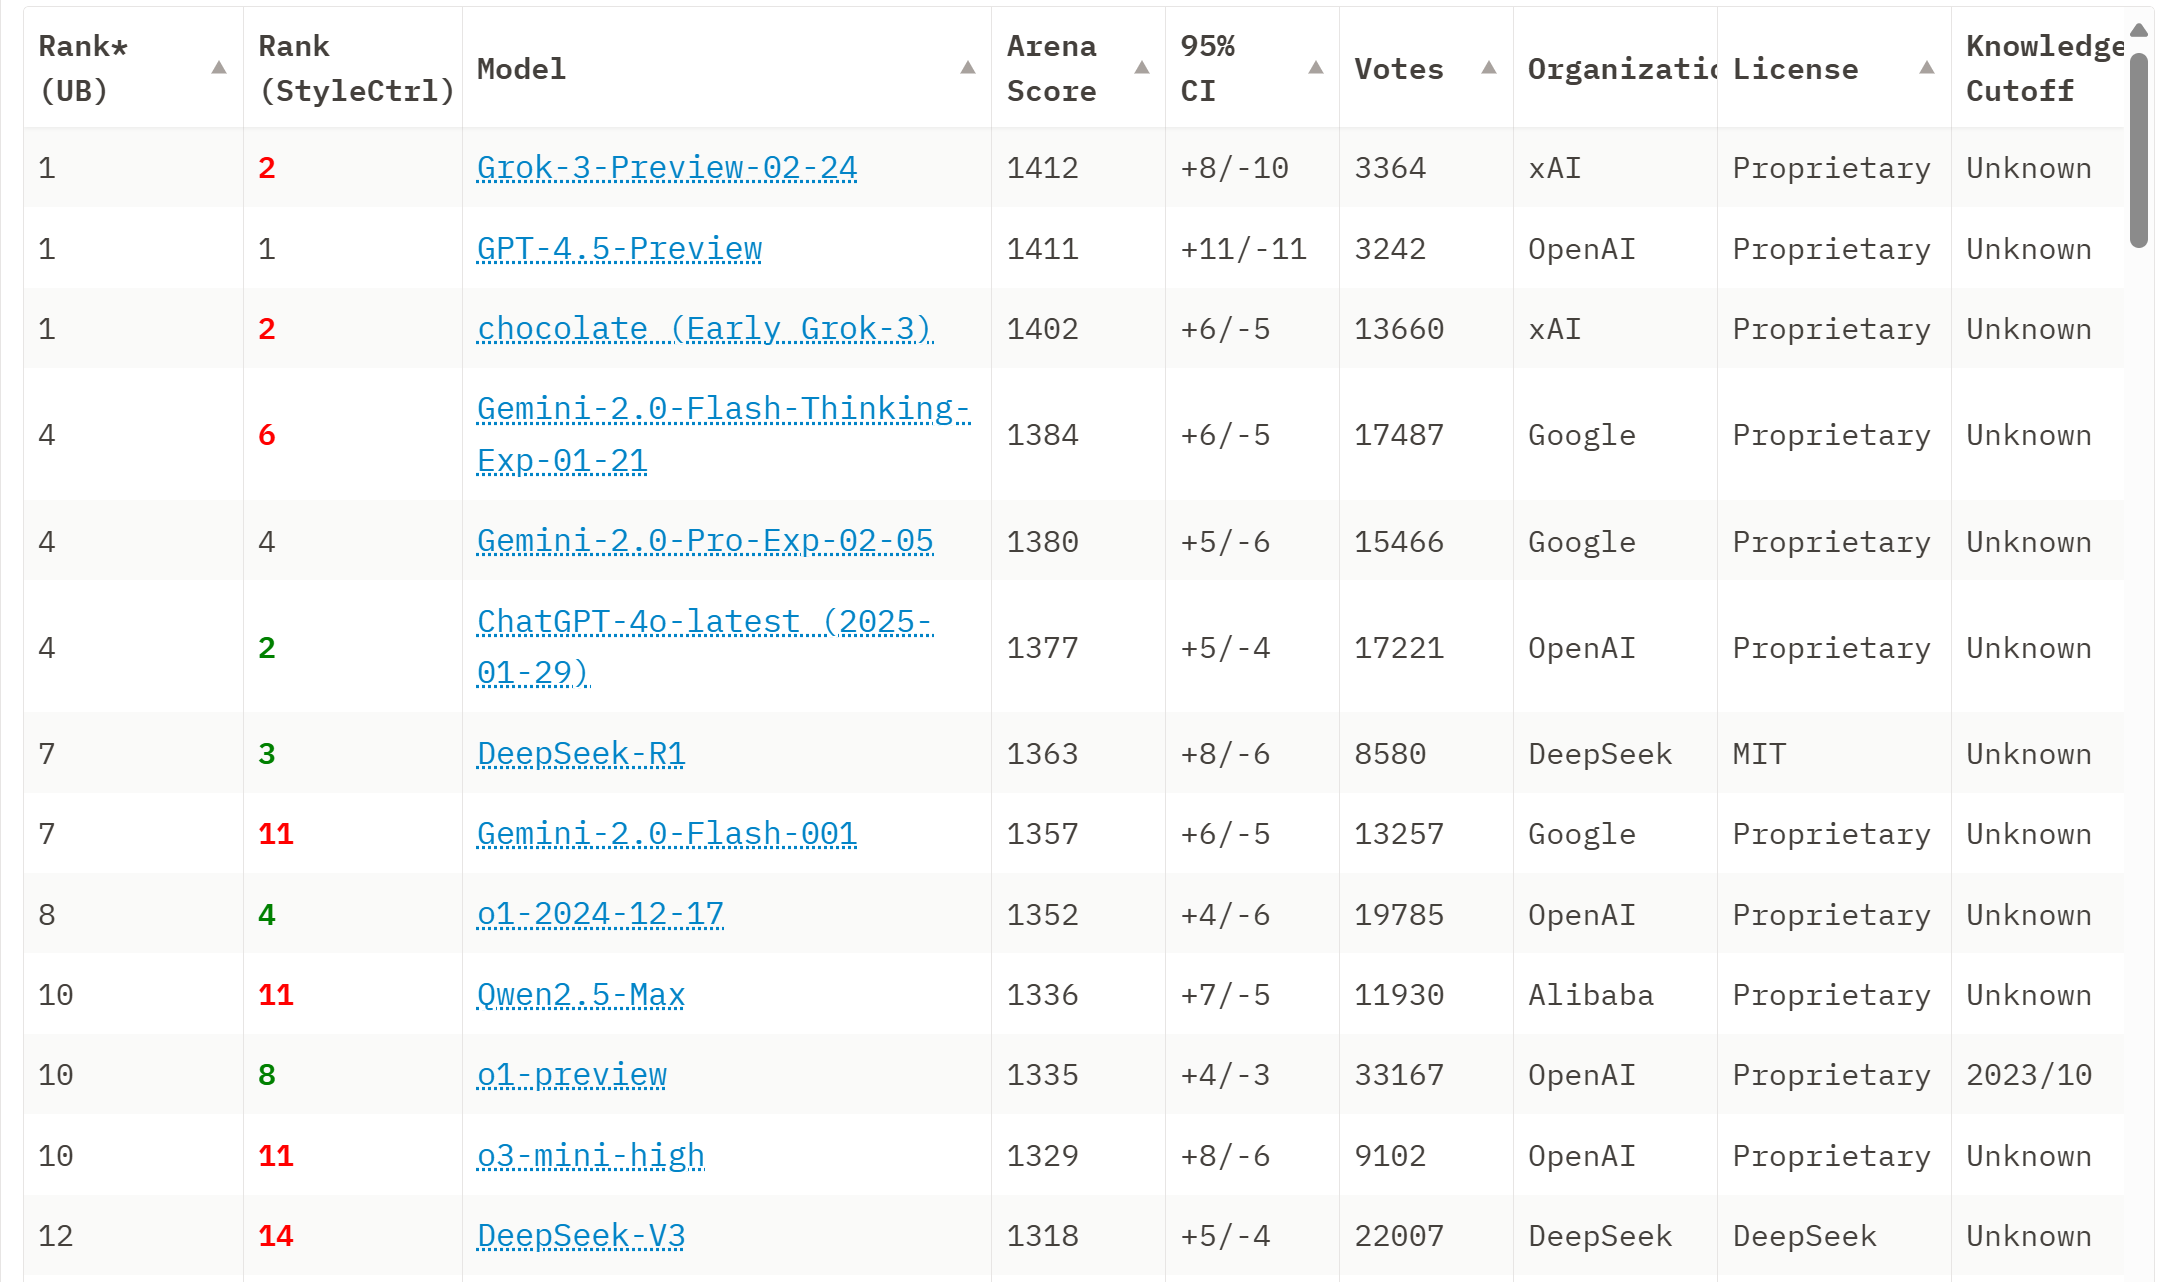 Rank* (UB) Rank (StyleCtrl) Model Arena Score 95% CI Votes Organizatio License Knowledge Cutoff
1 2 Grok-3-Preview-02-24 1412 +8/-10 3364 xAI Proprietary Unknown
1 1 GPT-4.5-Preview 1411 +11/-11 3242 OpenAI Proprietary Unknown
1 2 chocolate (Early Grok-3) 1402 +6/-5 13660 xAI Proprietary Unknown
4 6 Gemini-2.0-Flash-Thinking-Exp-01-21 1384 +6/-5 17487 Google Proprietary Unknown
4 4 Gemini-2.0-Pro-Exp-02-05 1380 +5/-6 15466 Google Proprietary Unknown
4 2 ChatGPT-4o-latest (2025-01-29) 1377 +5/-4 17221 OpenAI Proprietary Unknown
7 3 DeepSeek-R1 1363 +8/-6 8580 DeepSeek MIT Unknown
7 11 Gemini-2.0-Flash-001 1357 +6/-5 13257 Google Proprietary Unknown
8 4 o1-2024-12-17 1352 +4/-6 19785 OpenAI Proprietary Unknown
10 11 Qwen2.5-Max 1336 +7/-5 11930 Alibaba Proprietary Unknown
10 8 o1-preview 1335 +4/-3 33167 OpenAI Proprietary 2023/10
10 11 o3-mini-high 1329 +8/-6 9102 OpenAI Proprietary Unknown
12 14 DeepSeek-V3 1318 +5/-4 22007 DeepSeek DeepSeek Unknown